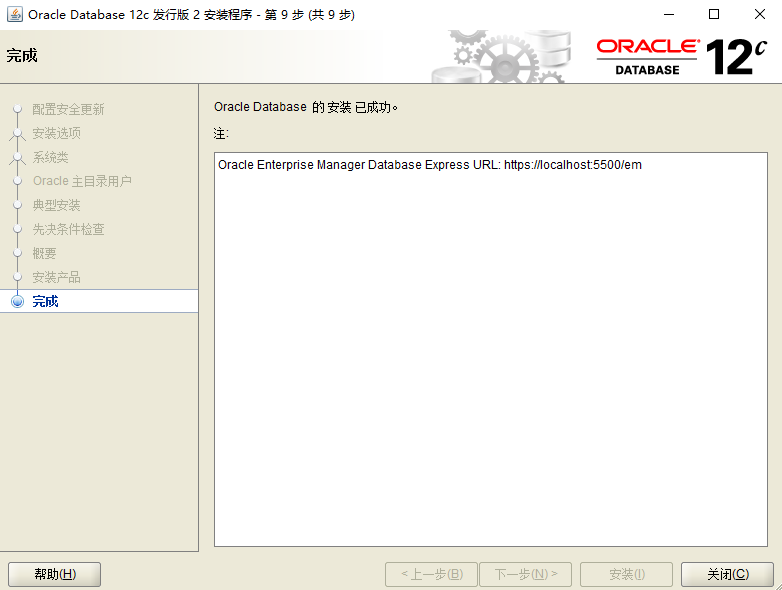 Oracle Database 12c 发行版 2 安装程序 - 第 9 步 (共 9 步)
完成
ORACLE®
DATABASE
12c
配置安全更新
安装选项
系统类
Oracle 主目录用户
典型安装
先决条件检查
概要
安装产品
完成
Oracle Database 的 安装 已成功。
注:
Oracle Enterprise Manager Database Express URL: https://localhost:5500/em
帮助(H)
< 上一步(B)
下一步(N) >
安装(I)
关闭(C)